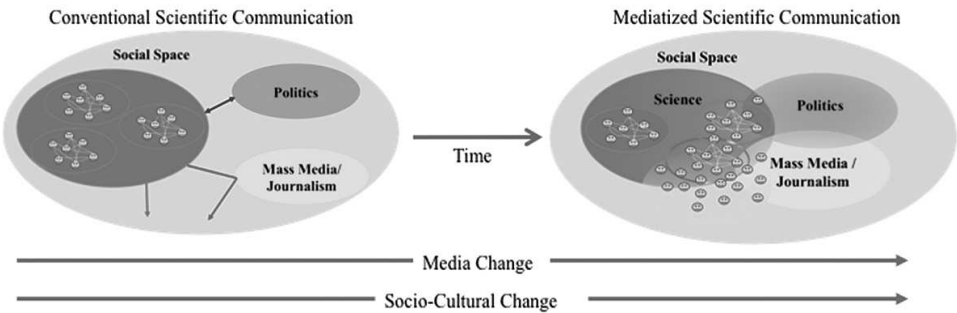 Conventional Scientific Communication
Social Space
Politics
Mass Media/
Journalism
Time
Mediatized Scientific Communication
Social Space
Science
Politics
Mass Media /
Journalism
Media Change
Socio-Cultural Change